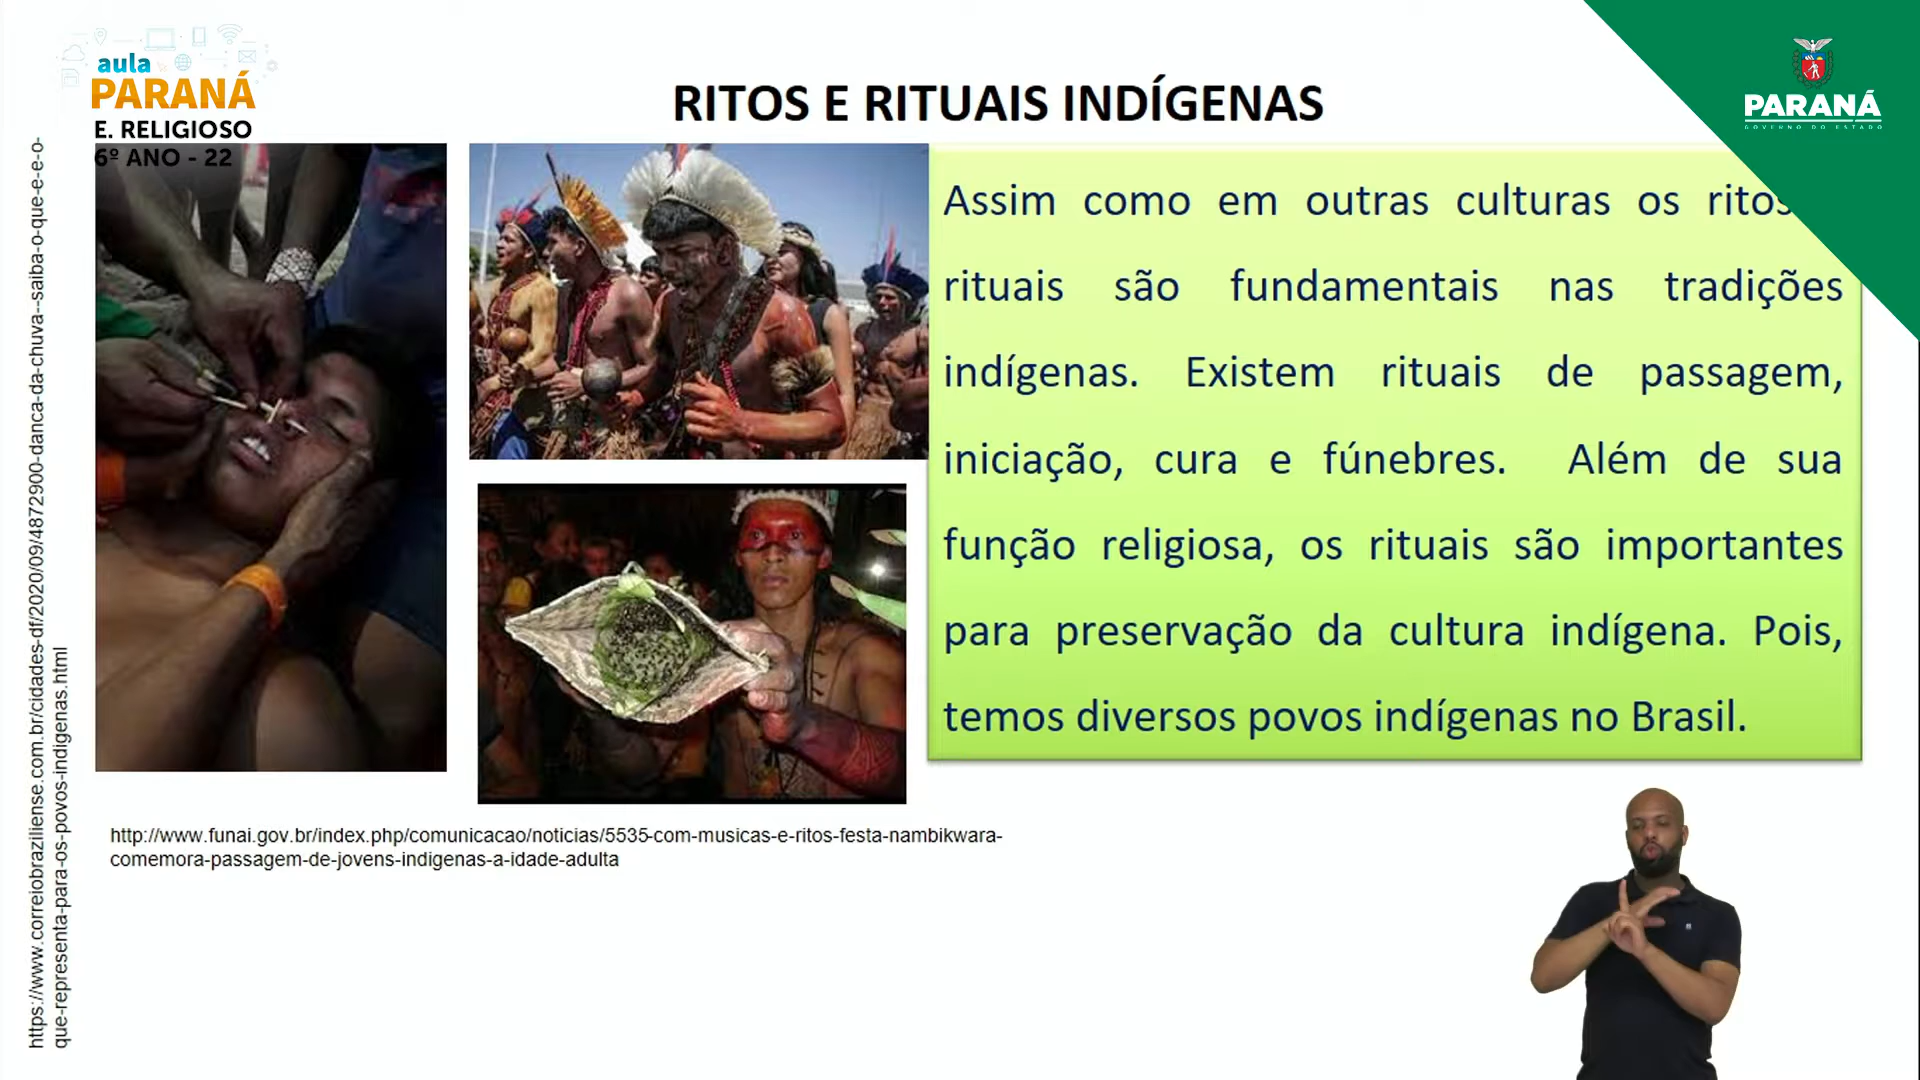 aula
PARANÁ
E. RELIGIOSO
6º ANO - 22
RITOS E RITUAIS INDÍGENAS
PARANÁ
GOVERNO DO ESTADO
Assim como em outras culturas os ritos
rituais são fundamentais nas tradições
indígenas. Existem rituais de passagem,
iniciação, cura e fúnebres. Além de sua
função religiosa, os rituais são importantes
para preservação da cultura indígena. Pois,
temos diversos povos indígenas no Brasil.
https://www.correiobraziliense.com.br/cidades-df/2020/09/4872900-danca-da-chuva--saiba-o-que-e-e-o-
que-representa-para-os-povos-indigenas.html
http://www.funai.gov.br/index.php/comunicacao/noticias/5535-com-musicas-e-ritos-festa-nambikwara-
comemora-passagem-de-jovens-indigenas-a-idade-adulta